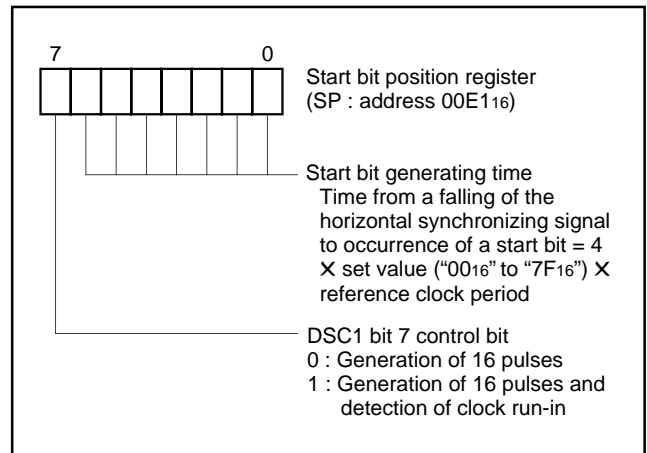 7 0
Start bit position register
(SP : address 00E116)
Start bit generating time
Time from a falling of the
horizontal synchronizing signal
to occurrence of a start bit = 4
✕ set value (“0016” to “7F16”) ✕
reference clock period
DSC1 bit 7 control bit
0 : Generation of 16 pulses
1 : Generation of 16 pulses and
detection of clock run-in